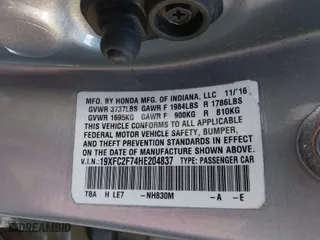 MFD. BY HONDA MFG. OF INDIANA, LLC 11/'16
GVWR 3737LBS GAWR F 1984LBS R 1786LBS
GVWR 1695KG GAWR F 900KG R 810KG
THIS VEHICLE CONFORMS TO ALL APPLICABLE
FEDERAL MOTOR VEHICLE SAFETY, BUMPER,
AND THEFT PREVENTION STANDARDS IN EFFECT
ON THE DATE OF MANUFACTURE SHOWN ABOVE.
V.I.N.: 19XFC2F74HE204837 TYPE: PASSENGER CAR
TBA H LE7 -NH830M -A -E